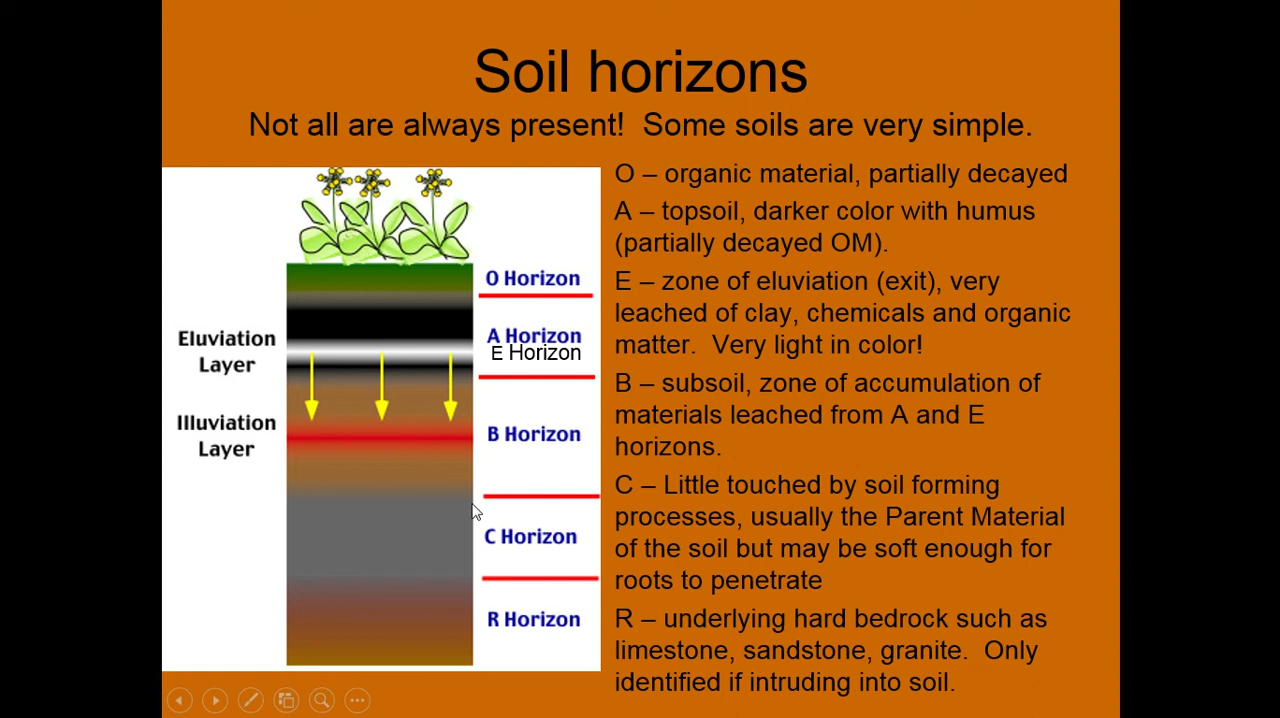 Soil horizons
Not all are always present!  Some soils are very simple.
O Horizon
A Horizon
E Horizon
Eluviation
Layer
Illuviation
Layer
B Horizon
C Horizon
R Horizon
O – organic material, partially decayed
A – topsoil, darker color with humus
(partially decayed OM).
E – zone of eluviation (exit), very
leached of clay, chemicals and organic
matter.  Very light in color!
B – subsoil, zone of accumulation of
materials leached from A and E
horizons.
C – Little touched by soil forming
processes, usually the Parent Material
of the soil but may be soft enough for
roots to penetrate
R – underlying hard bedrock such as
limestone, sandstone, granite.  Only
identified if intruding into soil.